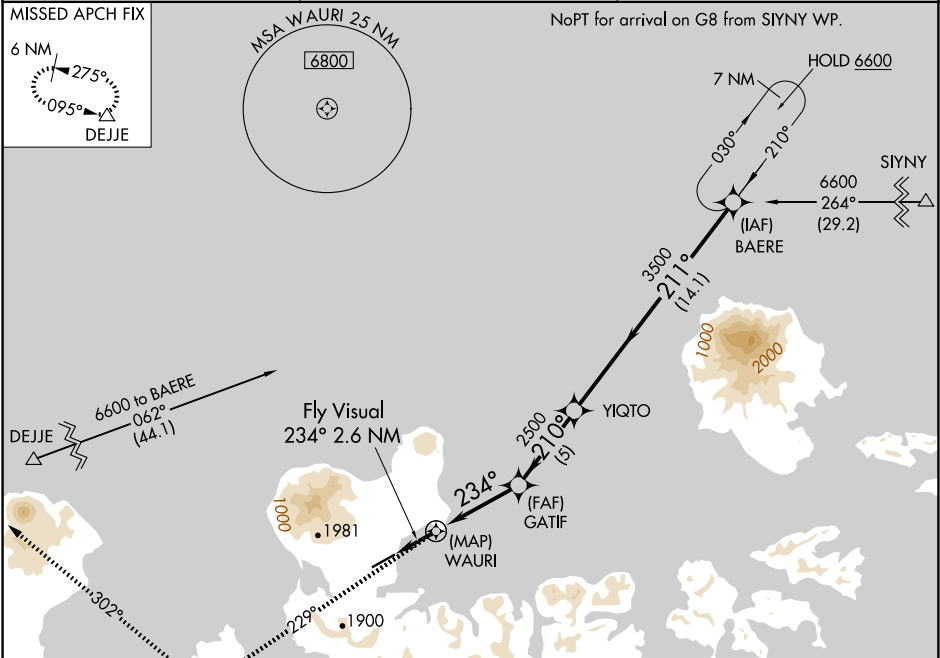 MISSED APCH FIX
6 NM
275°
095°
DEJJE
MSA WAURI 25 NM
6800
NoPT for arrival on G8 from SIYNY WP.
HOLD 6600
7 NM
030°
210°
SIYNY
6600
264°
(29.2)
(IAF)
BAERE
3500
211°
(14.1)
1000
2000
6600 to BAERE
062°
(44.1)
DEJJE
Fly Visual
234° 2.6 NM
YIQTO
2500
210°
(5)
234°
(FAF)
GATIF
1000
1981
(MAP)
WAURI
302°
229°
1900